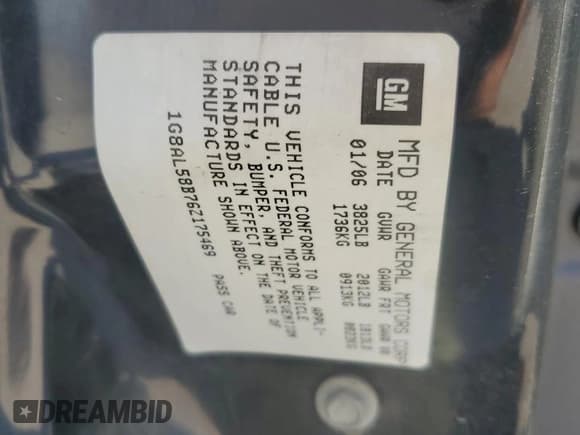 GM
MFD BY GENERAL MOTORS CORP
DATE GVWR GAWR FRT GAWR RR
01/06 3825LB 2012LB 1813LB
1736KG 0913KG 0823KG
THIS VEHICLE CONFORMS TO ALL APPLI-
CABLE U.S. FEDERAL MOTOR VEHICLE
SAFETY, BUMPER, AND THEFT PREVENTION
STANDARDS IN EFFECT ON THE DATE OF
MANUFACTURE SHOWN ABOVE.
1G8AL58B76Z175469 PASS CAR
DREAMBID